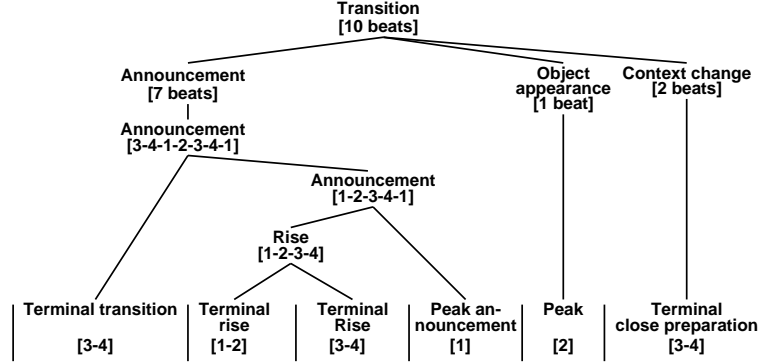 Transition
[10 beats]
Announcement
[7 beats]
Object
appearance
[1 beat]
Context change
[2 beats]
Announcement
[3-4-1-2-3-4-1]
Announcement
[1-2-3-4-1]
Rise
[1-2-3-4]
Terminal transition
[3-4]
Terminal
rise
[1-2]
Terminal
Rise
[3-4]
Peak an-
nouncement
[1]
Peak
[2]
Terminal
close preparation
[3-4]